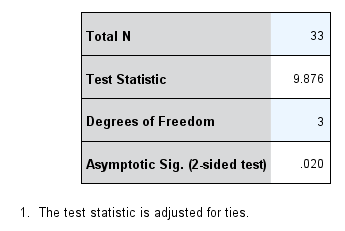 Total N 33
Test Statistic 9.876
Degrees of Freedom 3
Asymptotic Sig. (2-sided test) .020
1. The test statistic is adjusted for ties.